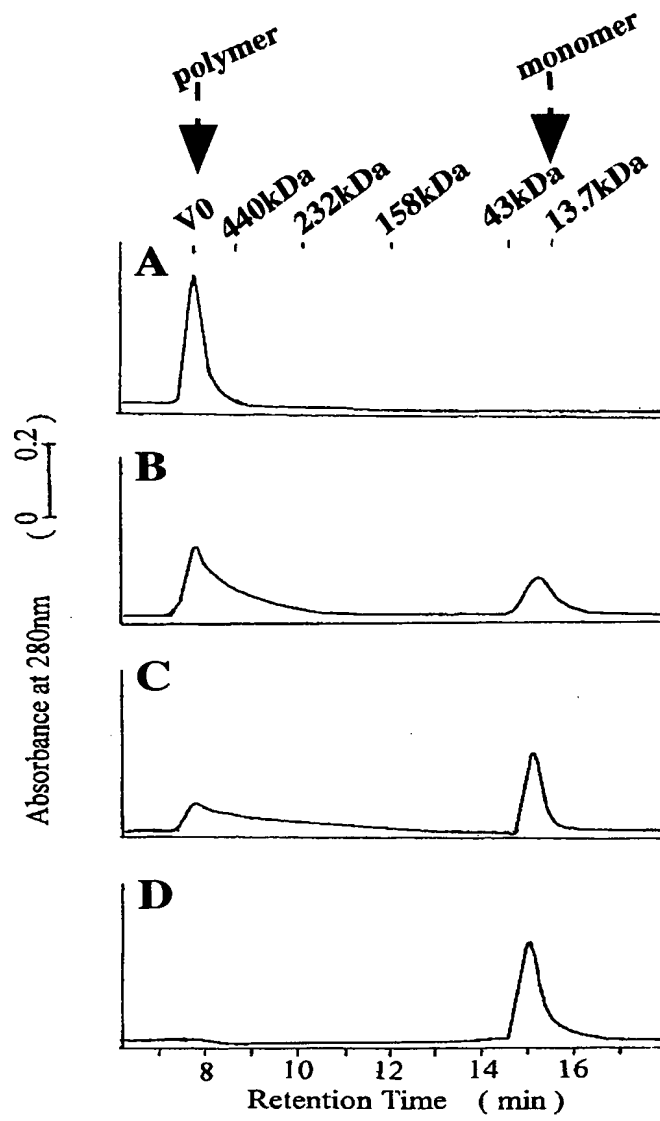 polymer
monomer
V0 440kDa 232kDa 158kDa 43kDa 13.7kDa
A
B
C
D
Absorbance at 280nm ( 0 0.2 )
8 10 12 14 16
Retention Time ( min )